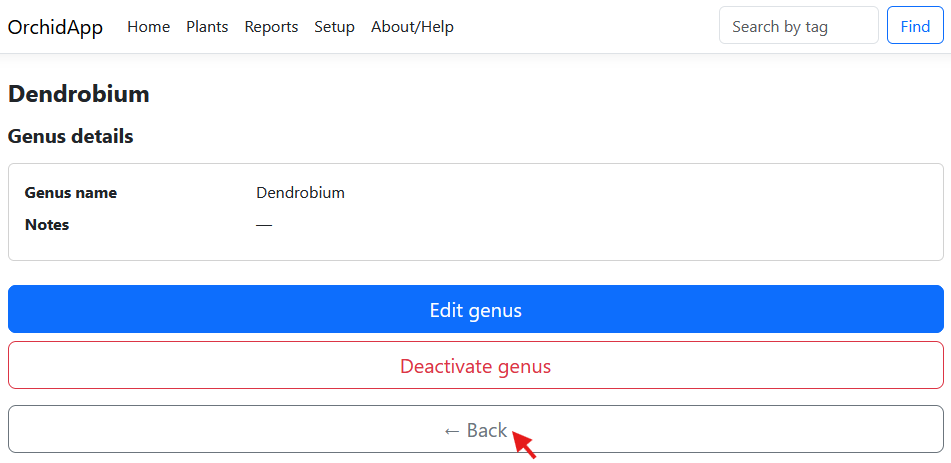 OrchidApp Home Plants Reports Setup About/Help Search by tag Find
Dendrobium
Genus details
Genus name Dendrobium
Notes —
Edit genus
Deactivate genus
← Back